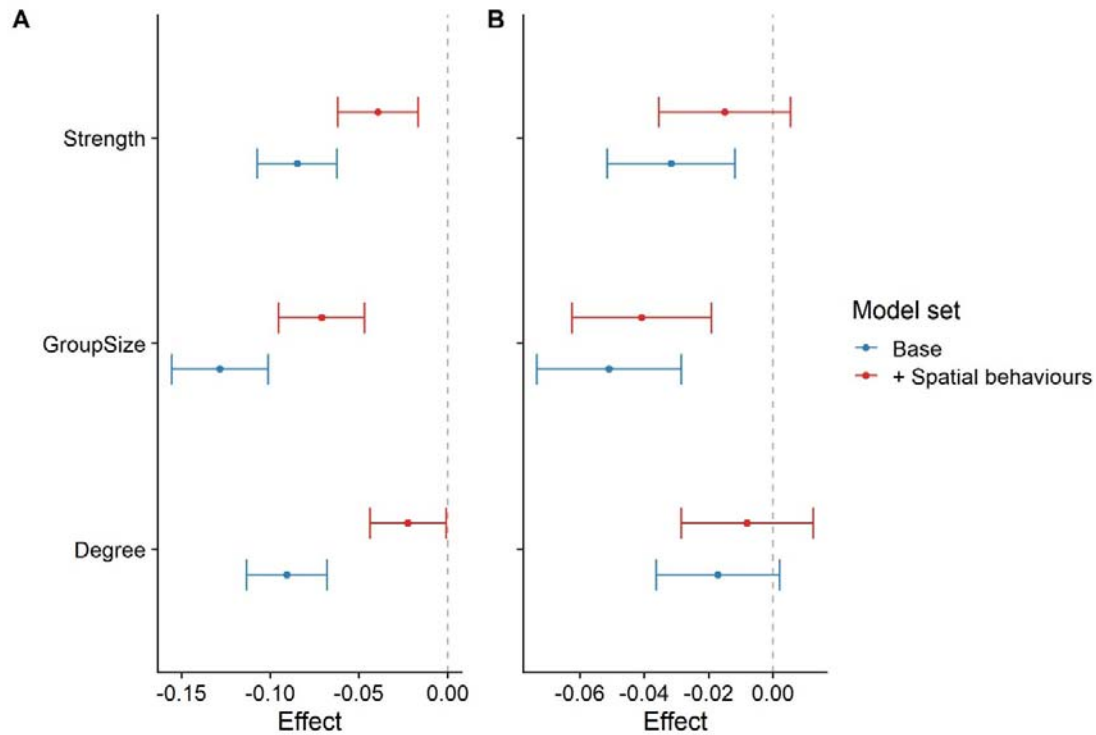 A
B
Strength
GroupSize
Degree
-0.15 -0.10 -0.05 0.00
Effect
-0.06 -0.04 -0.02 0.00
Effect
Model set
Base
+ Spatial behaviours